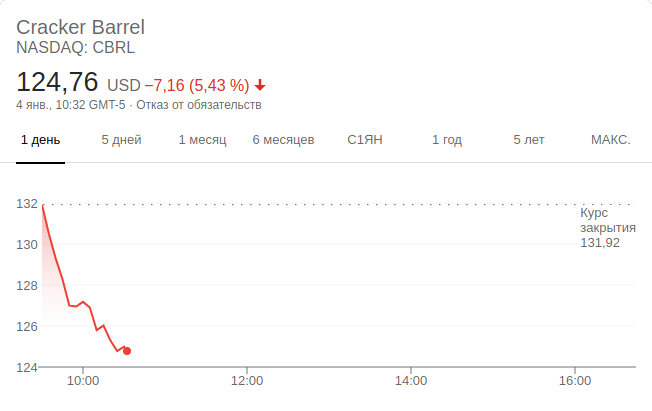 Cracker Barrel
NASDAQ: CBRL
124,76 USD −7,16 (5,43 %)
4 янв., 10:32 GMT-5 · Отказ от обязательств
1 день 5 дней 1 месяц 6 месяцев С1ЯН 1 год 5 лет МАКС.
132
Курс
закрытия
131,92
130
128
126
124
10:00 12:00 14:00 16:00